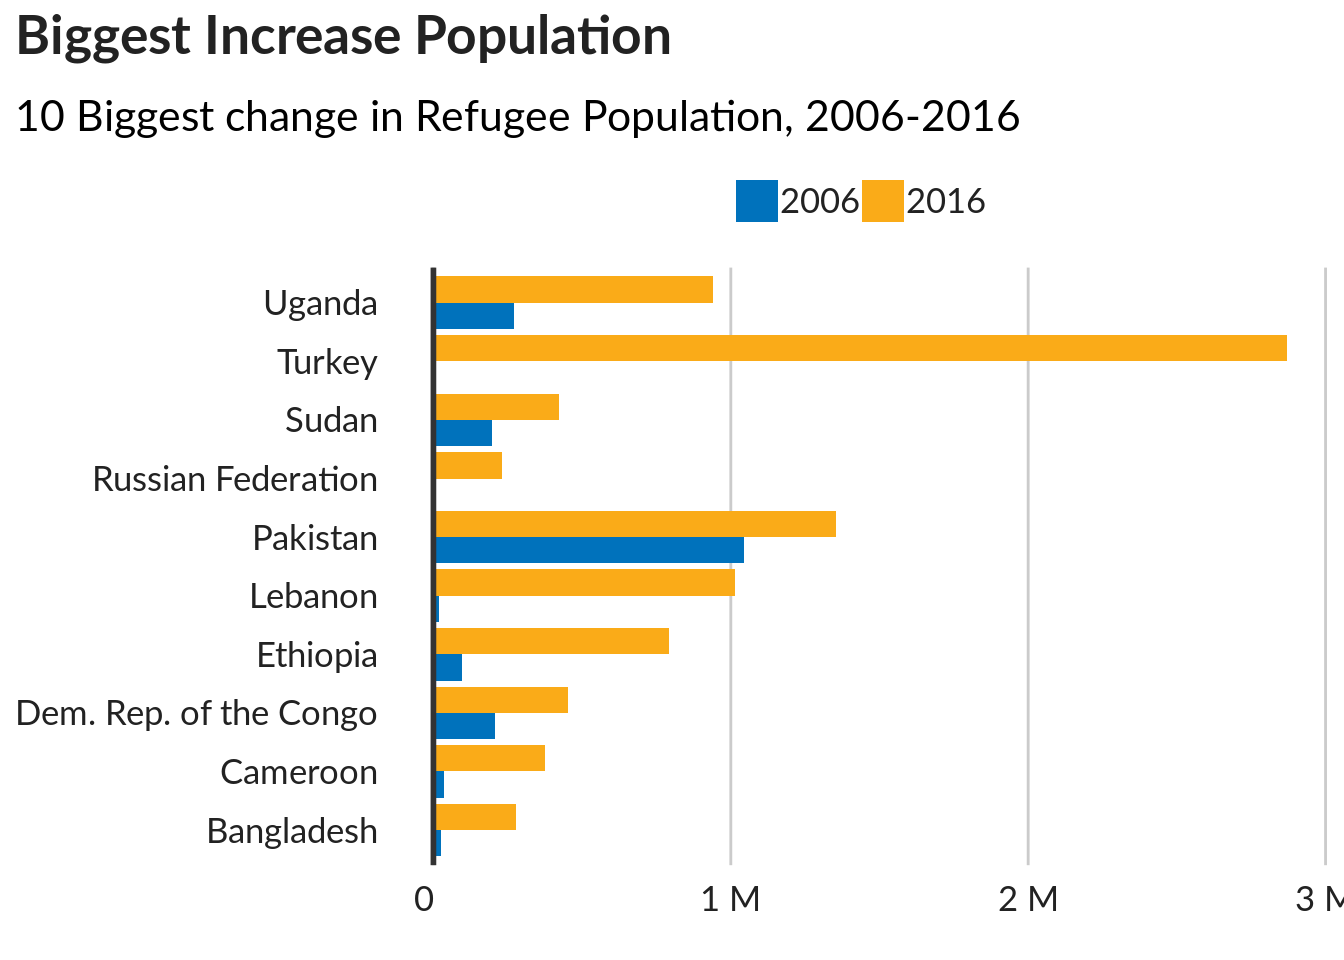 Biggest Increase Population
10 Biggest change in Refugee Population, 2006-2016
2006 2016
Uganda
Turkey
Sudan
Russian Federation
Pakistan
Lebanon
Ethiopia
Dem. Rep. of the Congo
Cameroon
Bangladesh
0 1 M 2 M 3 M